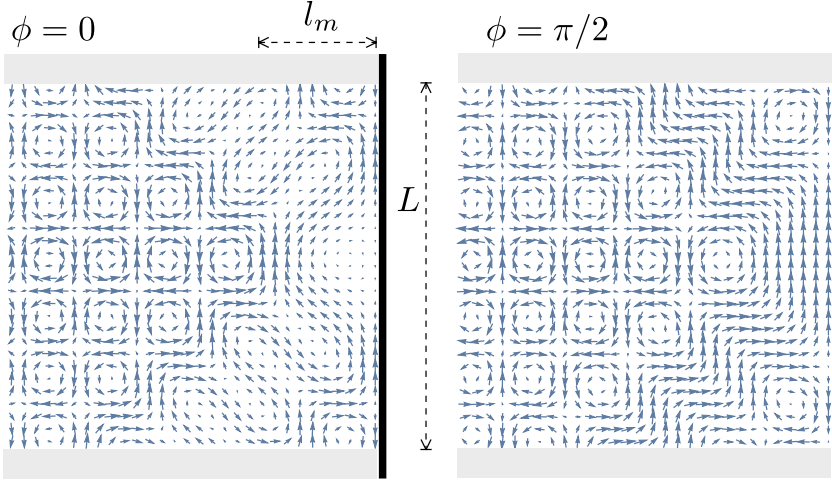 ϕ = 0
l_m
ϕ = π/2
L